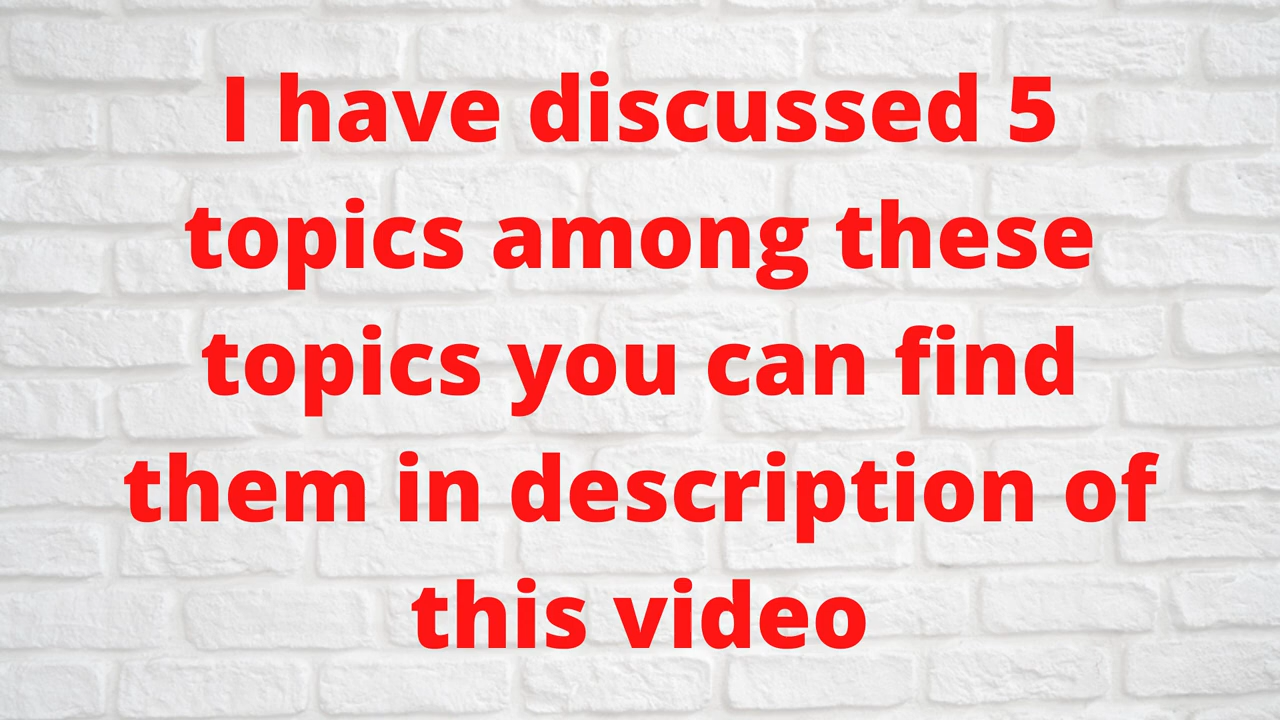 I have discussed 5
topics among these
topics you can find
them in description of
this video